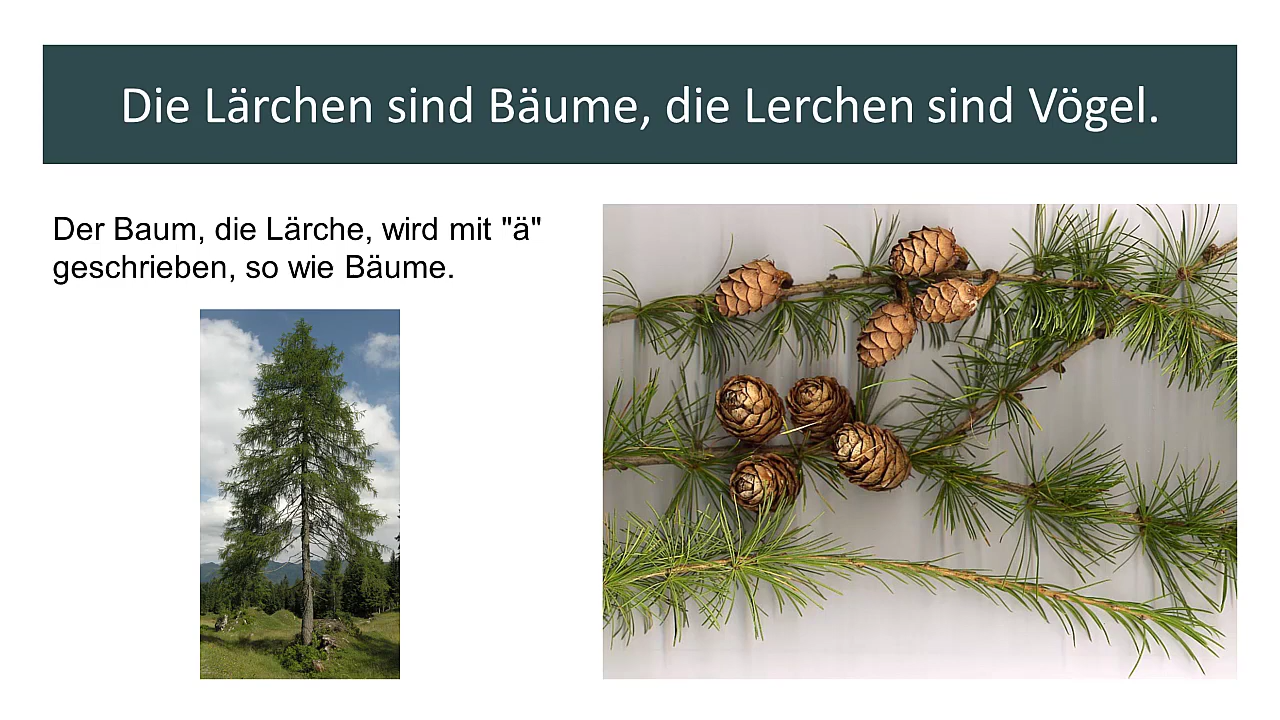 Die Lärchen sind Bäume, die Lerchen sind Vögel.
Der Baum, die Lärche, wird mit "ä"
geschrieben, so wie Bäume.